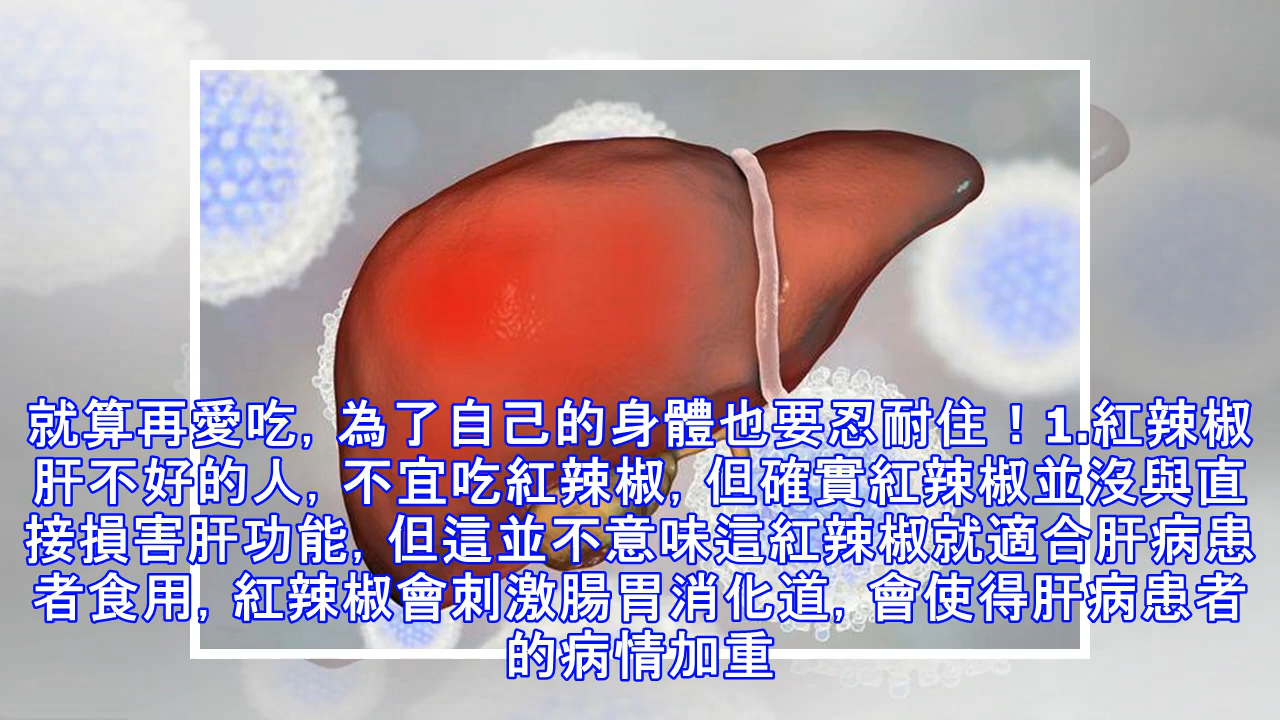 就算再愛吃, 為了自己的身體也要忍耐住！1.紅辣椒
肝不好的人, 不宜吃紅辣椒, 但確實紅辣椒並沒與直
接損害肝功能, 但這並不意味這紅辣椒就適合肝病患
者食用, 紅辣椒會刺激腸胃消化道, 會使得肝病患者
的病情加重